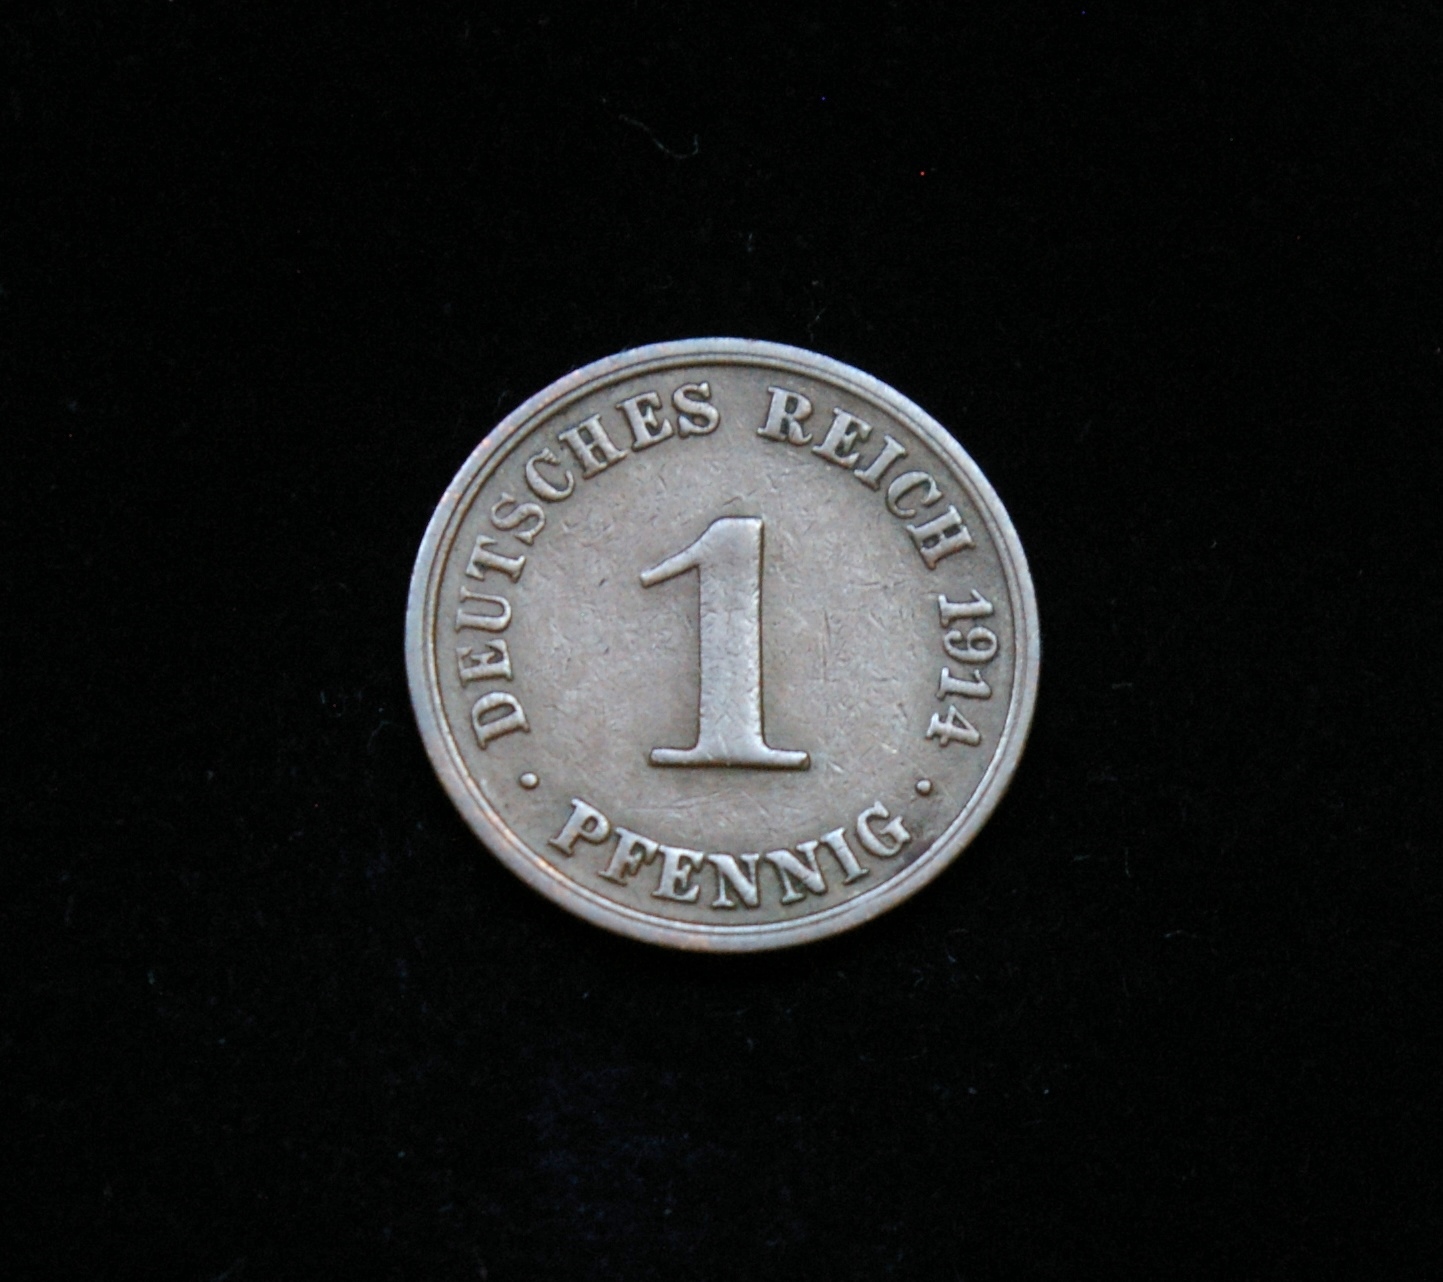 DEUTSCHES REICH 1914
1
· PFENNIG ·